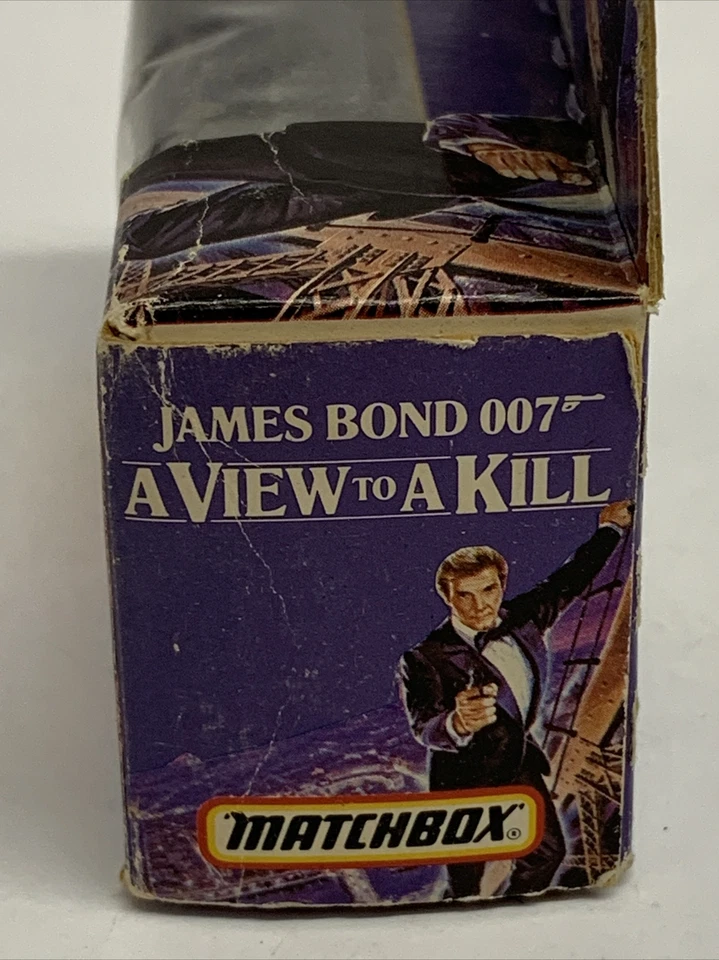 JAMES BOND 007
A VIEW TO A KILL
"MATCHBOX"®